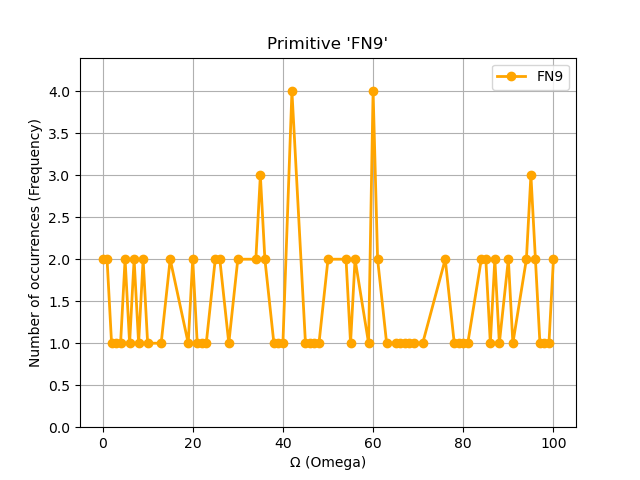 Primitive 'FN9'
FN9
Number of occurrences (Frequency)
4.0
3.5
3.0
2.5
2.0
1.5
1.0
0.5
0.0
0 20 40 60 80 100
Ω (Omega)